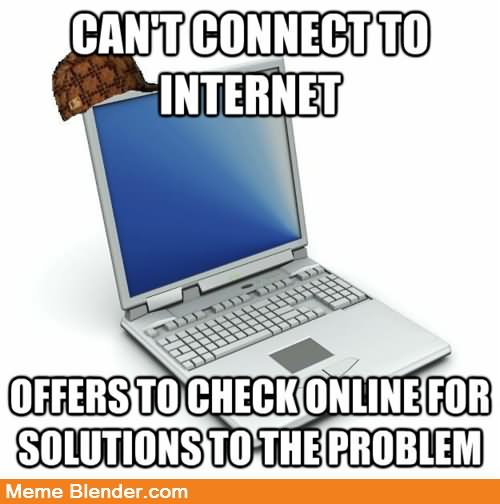 CAN'T CONNECT TO
INTERNET
OFFERS TO CHECK ONLINE FOR
SOLUTIONS TO THE PROBLEM
Meme Blender.com